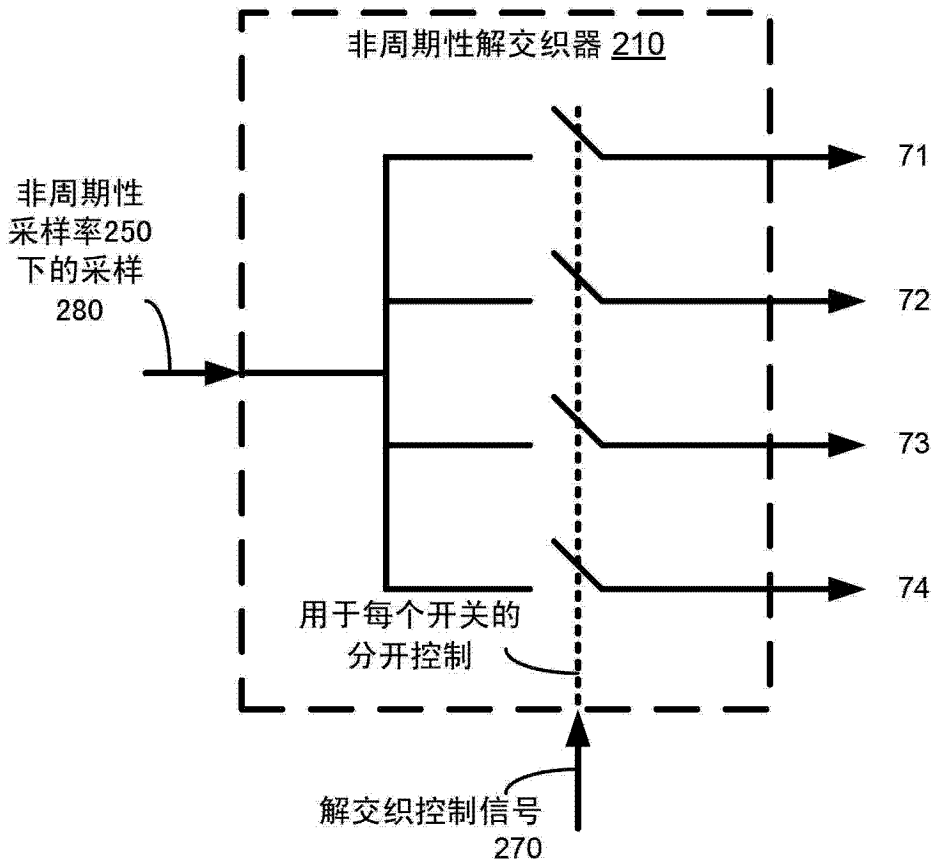 非周期性解交织器 210
71
非周期性
采样率250
下的采样
280
72
73
74
用于每个开关的
分开控制
解交织控制信号
270